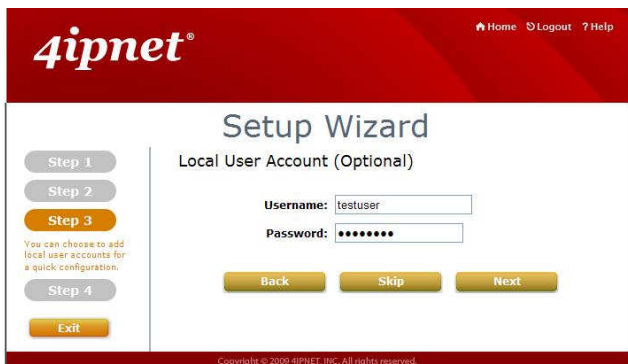 4ipnet®
Home Logout ? Help
Setup Wizard
Step 1
Step 2
Step 3
You can choose to add
local user accounts for
a quick configuration.
Step 4
Exit
Local User Account (Optional)
Username: testuser
Password: ••••••••
Back Skip Next
Copyright © 2009 4IPNET, INC. All rights reserved.